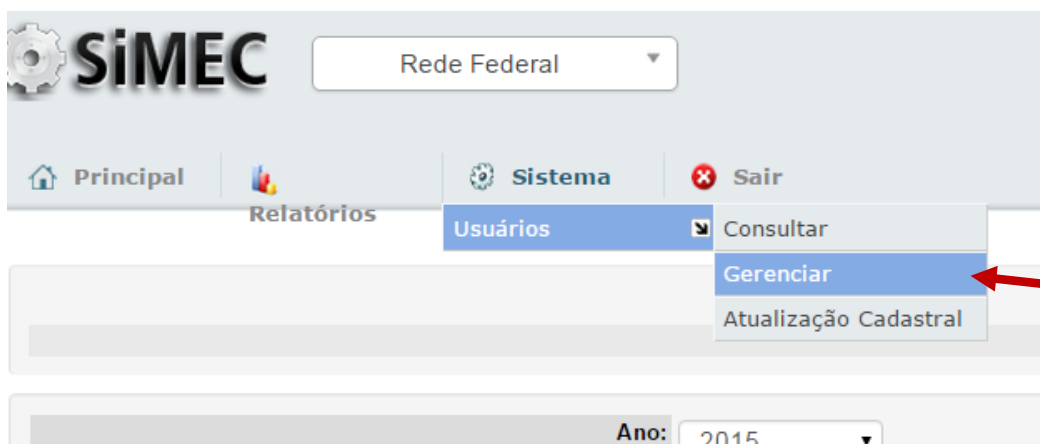 SiMEC
Rede Federal
Principal
Relatórios
Sistema
Sair
Usuários
Consultar
Gerenciar
Atualização Cadastral
Ano:
2015